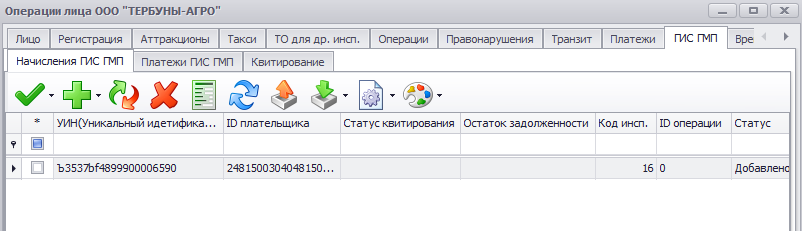 Операции лица ООО "ТЕРБУНЫ-АГРО"
Лицо Регистрация Аттракционы Такси ТО для др. инсп. Операции Правонарушения Транзит Платежи ГИС ГМП Вре
Начисления ГИС ГМП Платежи ГИС ГМП Квитирование
* УИН(Уникальный идетифика... ID плательщика Статус квитирования Остаток задолженности Код инсп. ID операции Статус
Ъ3537bf4899900006590 2481500304048150... 16 0 Добавлено